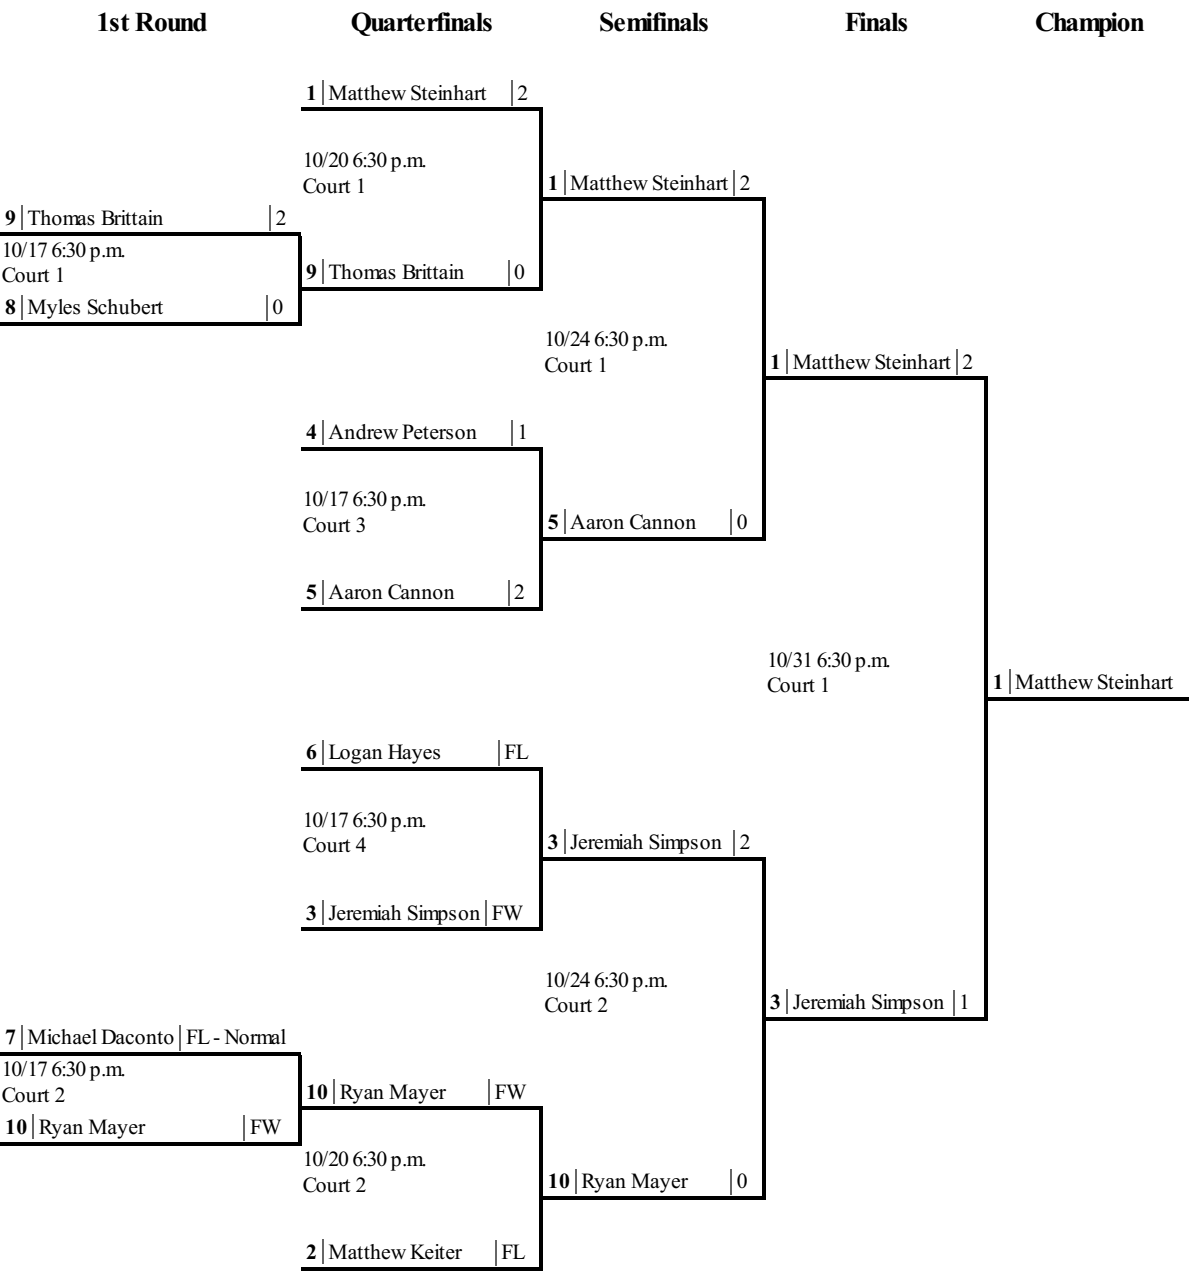 1st Round Quarterfinals Semifinals Finals Champion
1 Matthew Steinhart 2
10/20 6:30 p.m.
Court 1
1 Matthew Steinhart 2
9 Thomas Brittain 2
10/17 6:30 p.m.
Court 1
9 Thomas Brittain 0
8 Myles Schubert 0
10/24 6:30 p.m.
Court 1
1 Matthew Steinhart 2
4 Andrew Peterson 1
10/17 6:30 p.m.
Court 3
5 Aaron Cannon 0
5 Aaron Cannon 2
10/31 6:30 p.m.
Court 1
1 Matthew Steinhart
6 Logan Hayes FL
10/17 6:30 p.m.
Court 4
3 Jeremiah Simpson 2
3 Jeremiah Simpson FW
10/24 6:30 p.m.
Court 2
3 Jeremiah Simpson 1
7 Michael Daconto FL - Normal
10/17 6:30 p.m.
Court 2
10 Ryan Mayer FW
10 Ryan Mayer FW
10/20 6:30 p.m.
Court 2
10 Ryan Mayer 0
2 Matthew Keiter FL